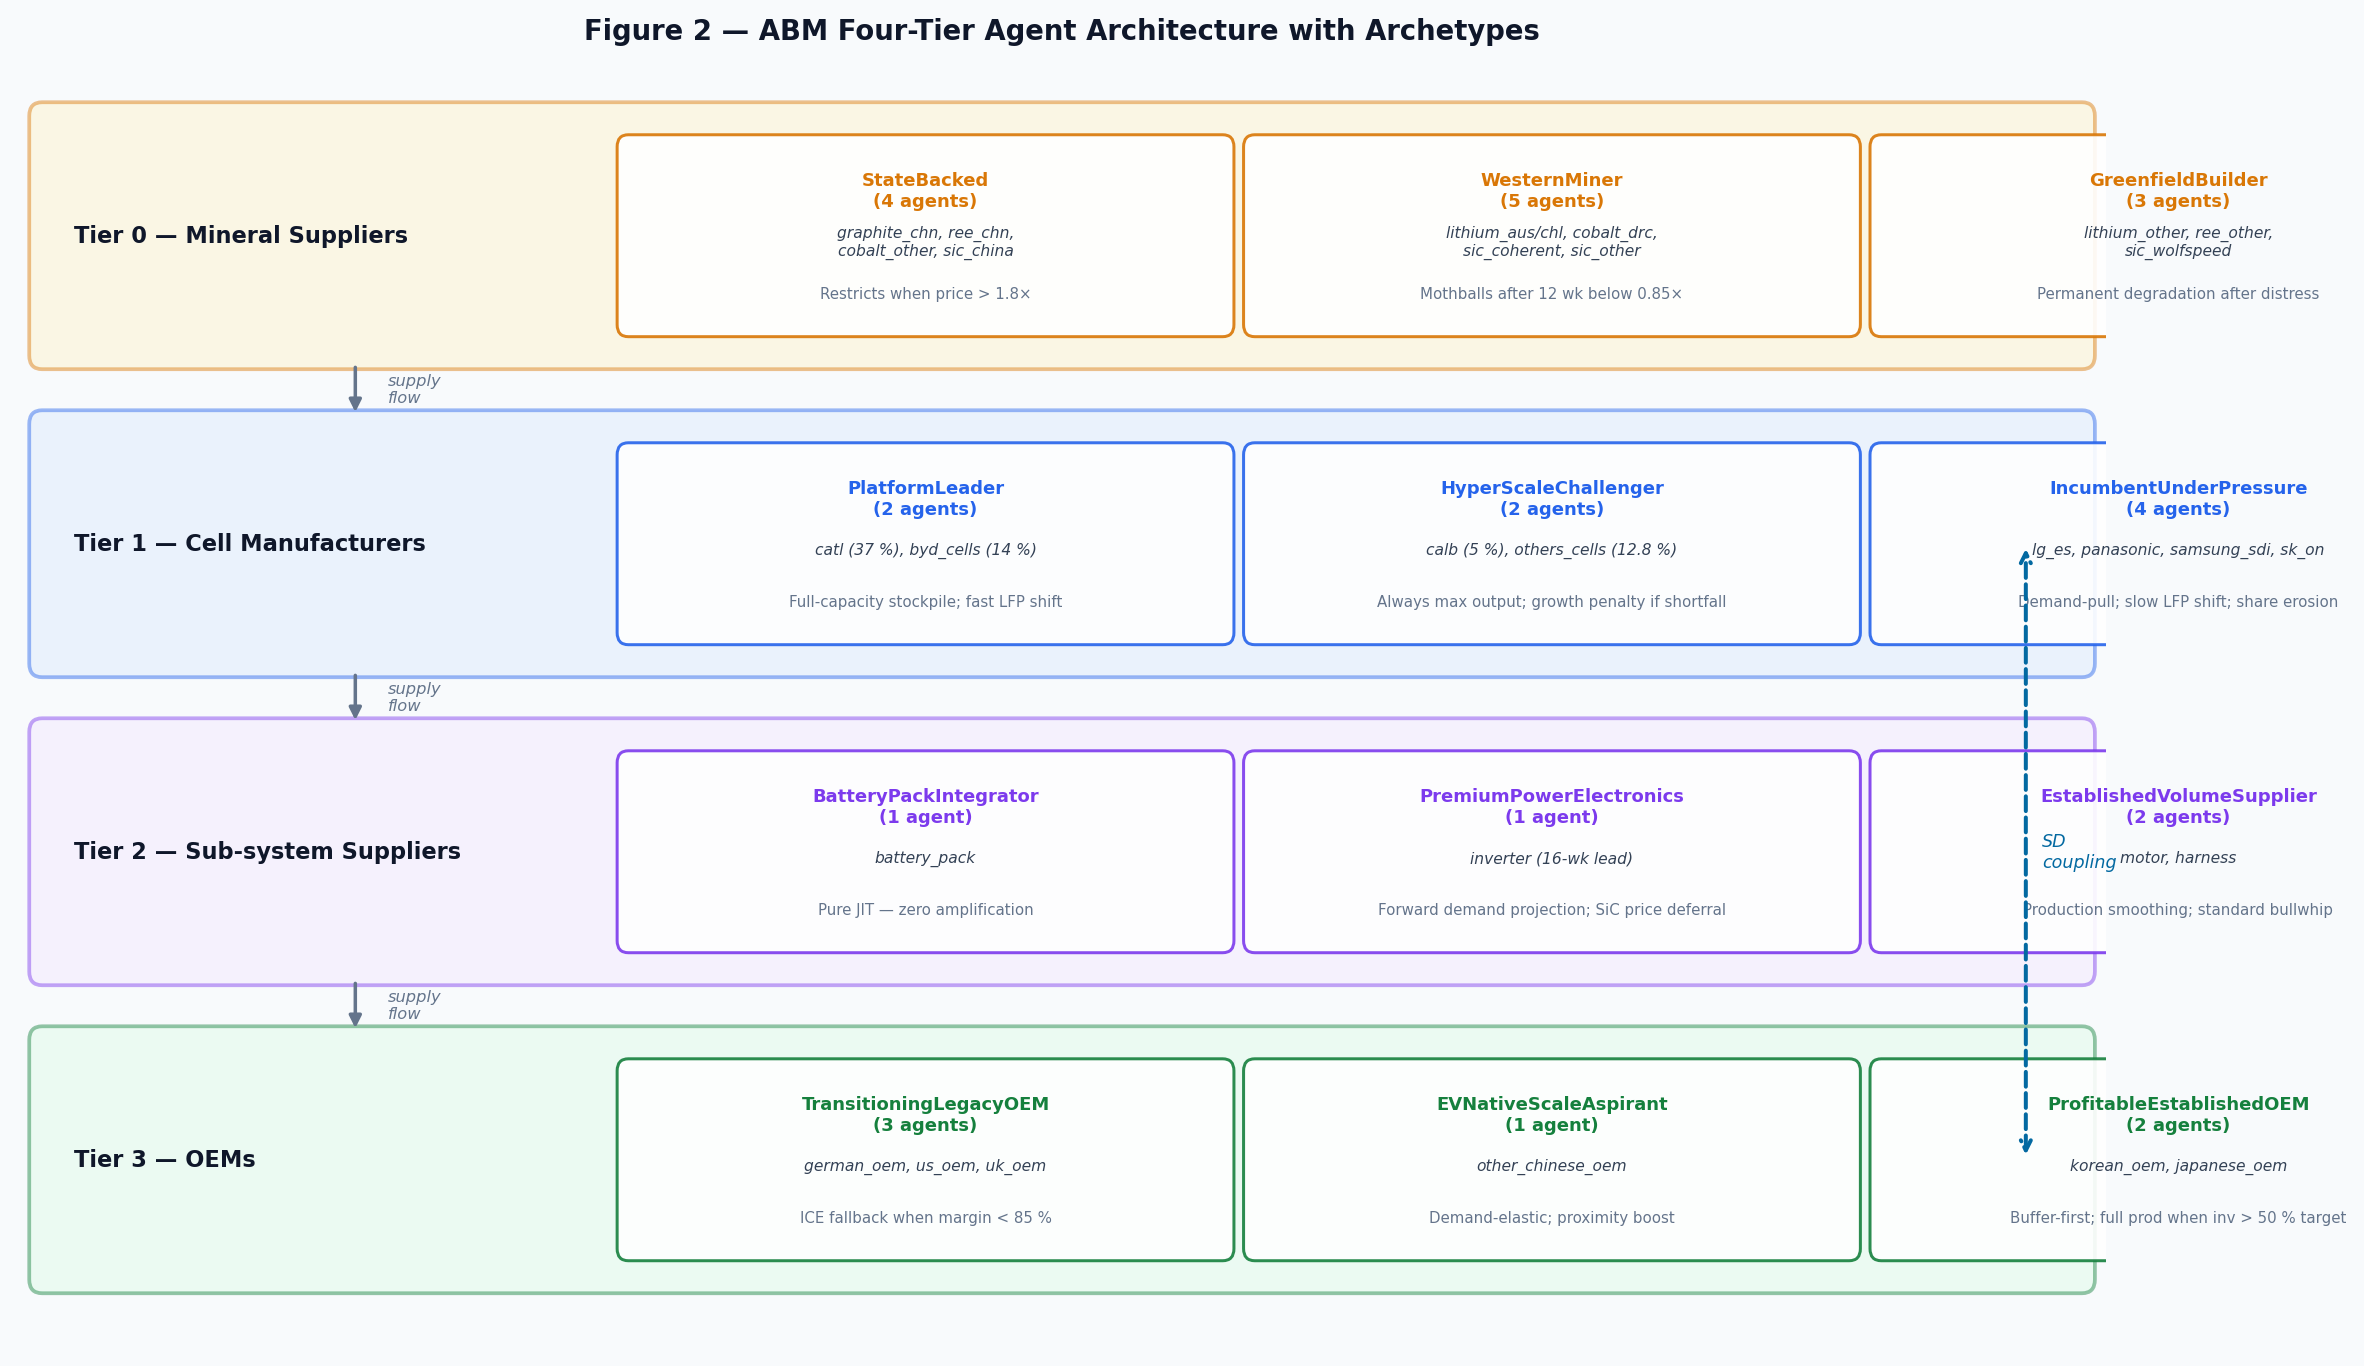 Figure 2 — ABM Four-Tier Agent Architecture with Archetypes
Tier 0 — Mineral Suppliers
StateBacked
(4 agents)
graphite_chn, ree_chn,
cobalt_other, sic_china
Restricts when price > 1.8×
WesternMiner
(5 agents)
lithium_aus/chl, cobalt_drc,
sic_coherent, sic_other
Mothballs after 12 wk below 0.85×
GreenfieldBuilder
(3 agents)
lithium_other, ree_other,
sic_wolfspeed
Permanent degradation after distress
supply
flow
Tier 1 — Cell Manufacturers
PlatformLeader
(2 agents)
catl (37 %), byd_cells (14 %)
Full-capacity stockpile; fast LFP shift
HyperScaleChallenger
(2 agents)
calb (5 %), others_cells (12.8 %)
Always max output; growth penalty if shortfall
IncumbentUnderPressure
(4 agents)
lg_es, panasonic, samsung_sdi, sk_on
Demand-pull; slow LFP shift; share erosion
supply
flow
Tier 2 — Sub-system Suppliers
BatteryPackIntegrator
(1 agent)
battery_pack
Pure JIT — zero amplification
PremiumPowerElectronics
(1 agent)
inverter (16-wk lead)
Forward demand projection; SiC price deferral
EstablishedVolumeSupplier
(2 agents)
motor, harness
Production smoothing; standard bullwhip
SD
coupling
supply
flow
Tier 3 — OEMs
TransitioningLegacyOEM
(3 agents)
german_oem, us_oem, uk_oem
ICE fallback when margin < 85 %
EVNativeScaleAspirant
(1 agent)
other_chinese_oem
Demand-elastic; proximity boost
ProfitableEstablishedOEM
(2 agents)
korean_oem, japanese_oem
Buffer-first; full prod when inv > 50 % target